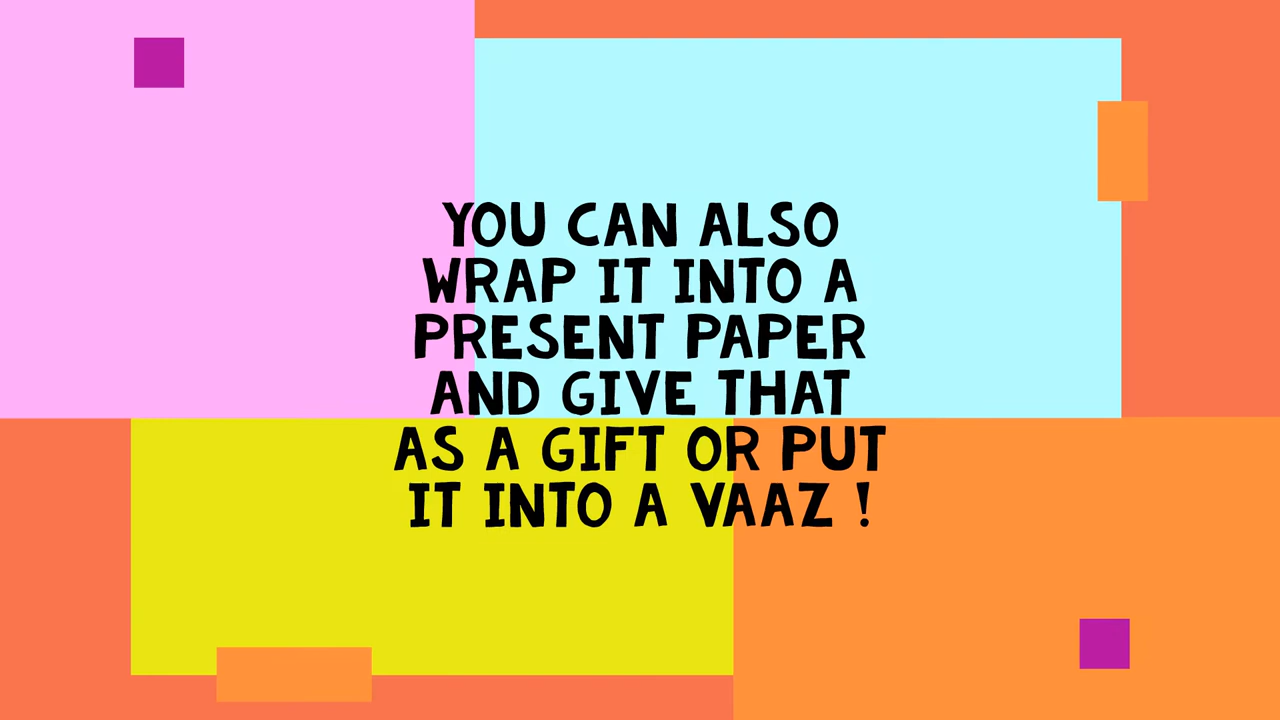 YOU CAN ALSO
WRAP IT INTO A
PRESENT PAPER
AND GIVE THAT
AS A GIFT OR PUT
IT INTO A VAAZ !